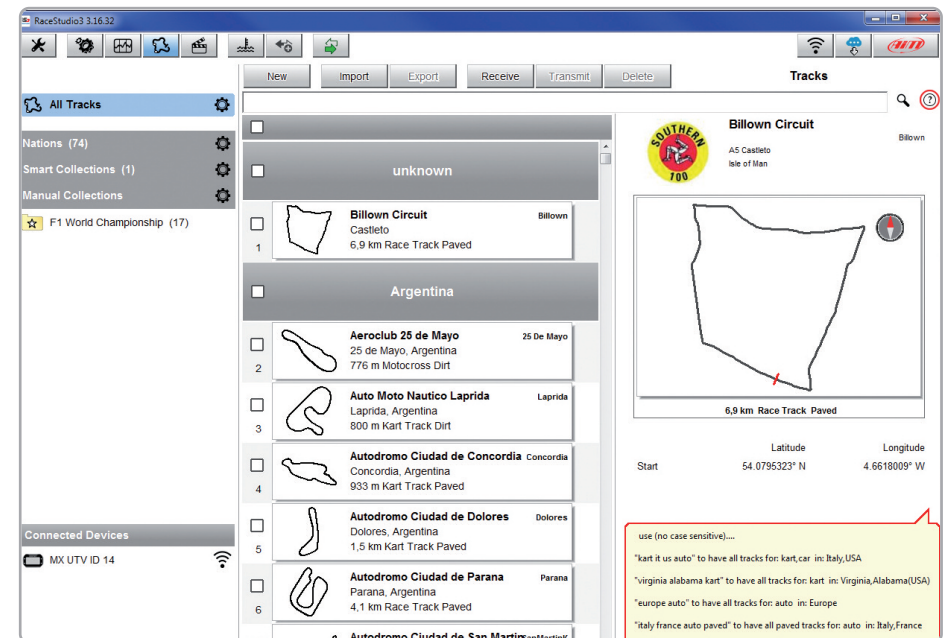 RaceStudio3 3.16.32
AiM
New Import Export Receive Transmit Delete Tracks
All Tracks
?
Nations (74)
Smart Collections (1)
Manual Collections
F1 World Championship (17)
unknown
Billown Circuit Billown
Castleto
6,9 km Race Track Paved
1
Argentina
Aeroclub 25 de Mayo 25 De Mayo
25 de Mayo, Argentina
776 m Motocross Dirt
2
Auto Moto Nautico Laprida Laprida
Laprida, Argentina
800 m Kart Track Dirt
3
Autodromo Ciudad de Concordia Concordia
Concordia, Argentina
933 m Kart Track Paved
4
Autodromo Ciudad de Dolores Dolores
Dolores, Argentina
1,5 km Kart Track Paved
5
Autodromo Ciudad de Parana Parana
Parana, Argentina
4,1 km Race Track Paved
6
Autodromo Ciudad de San Martin
SOUTHERN
100
Billown Circuit
Billown
A5 Castleto
Isle of Man
6,9 km Race Track Paved
Latitude Longitude
Start 54.0795323° N 4.6618009° W
use (no case sensitive)....
"kart it us auto" to have all tracks for: kart,car in: Italy,USA
"virginia alabama kart" to have all tracks for: kart in: Virginia,Alabama(USA)
"europe auto" to have all tracks for: auto in: Europe
"italy france auto paved" to have all paved tracks for: auto in: Italy,France
Connected Devices
MX UTV ID 14